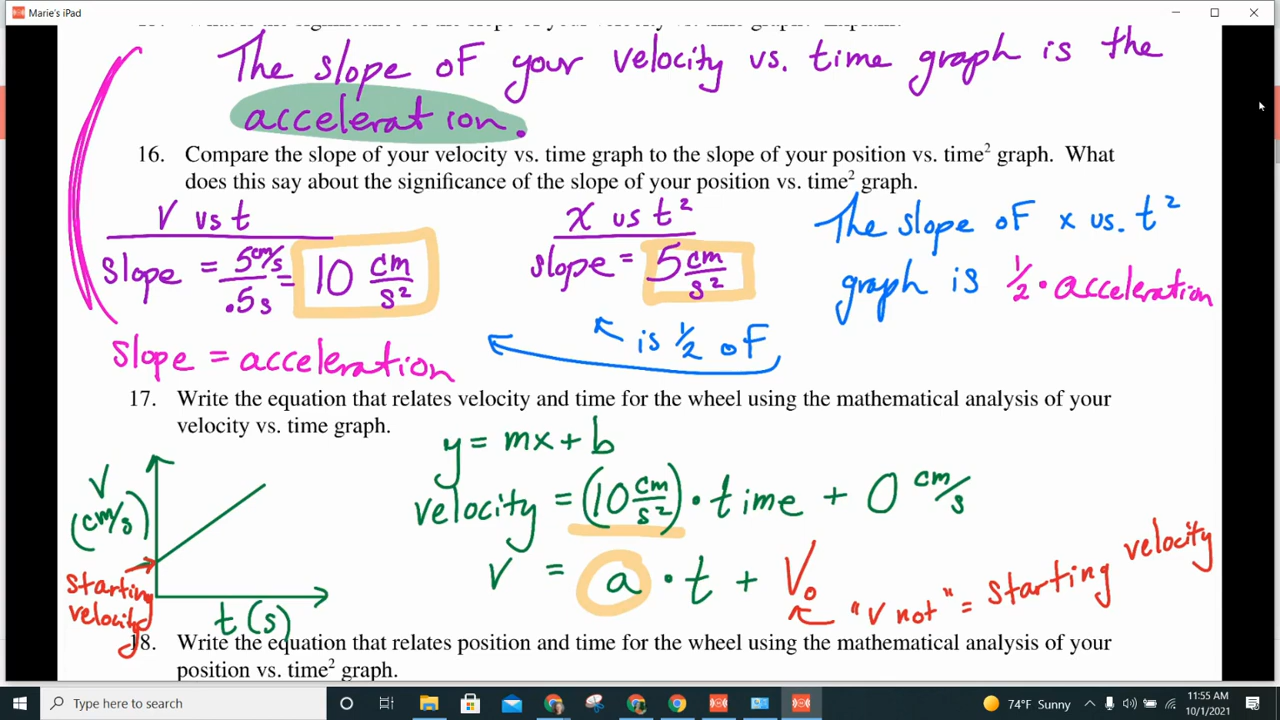 Marie's iPad
The slope of your velocity vs. time graph is the
acceleration.
16. Compare the slope of your velocity vs. time graph to the slope of your position vs. time² graph. What
does this say about the significance of the slope of your position vs. time² graph.
V vs t
slope = 5 cm/s / .5 s = 10 cm/s²
slope = acceleration
x vs t²
slope = 5 cm/s²
is ½ of
The slope of x vs. t²
graph is ½ · acceleration
17. Write the equation that relates velocity and time for the wheel using the mathematical analysis of your
velocity vs. time graph.
V
(cm/s)
starting
velocity
t (s)
y = mx + b
velocity = (10 cm/s²) · time + 0 cm/s
v = a · t + V₀
"v not" = starting velocity
18. Write the equation that relates position and time for the wheel using the mathematical analysis of your
position vs. time² graph.
Type here to search
74°F Sunny
11:55 AM
10/1/2021